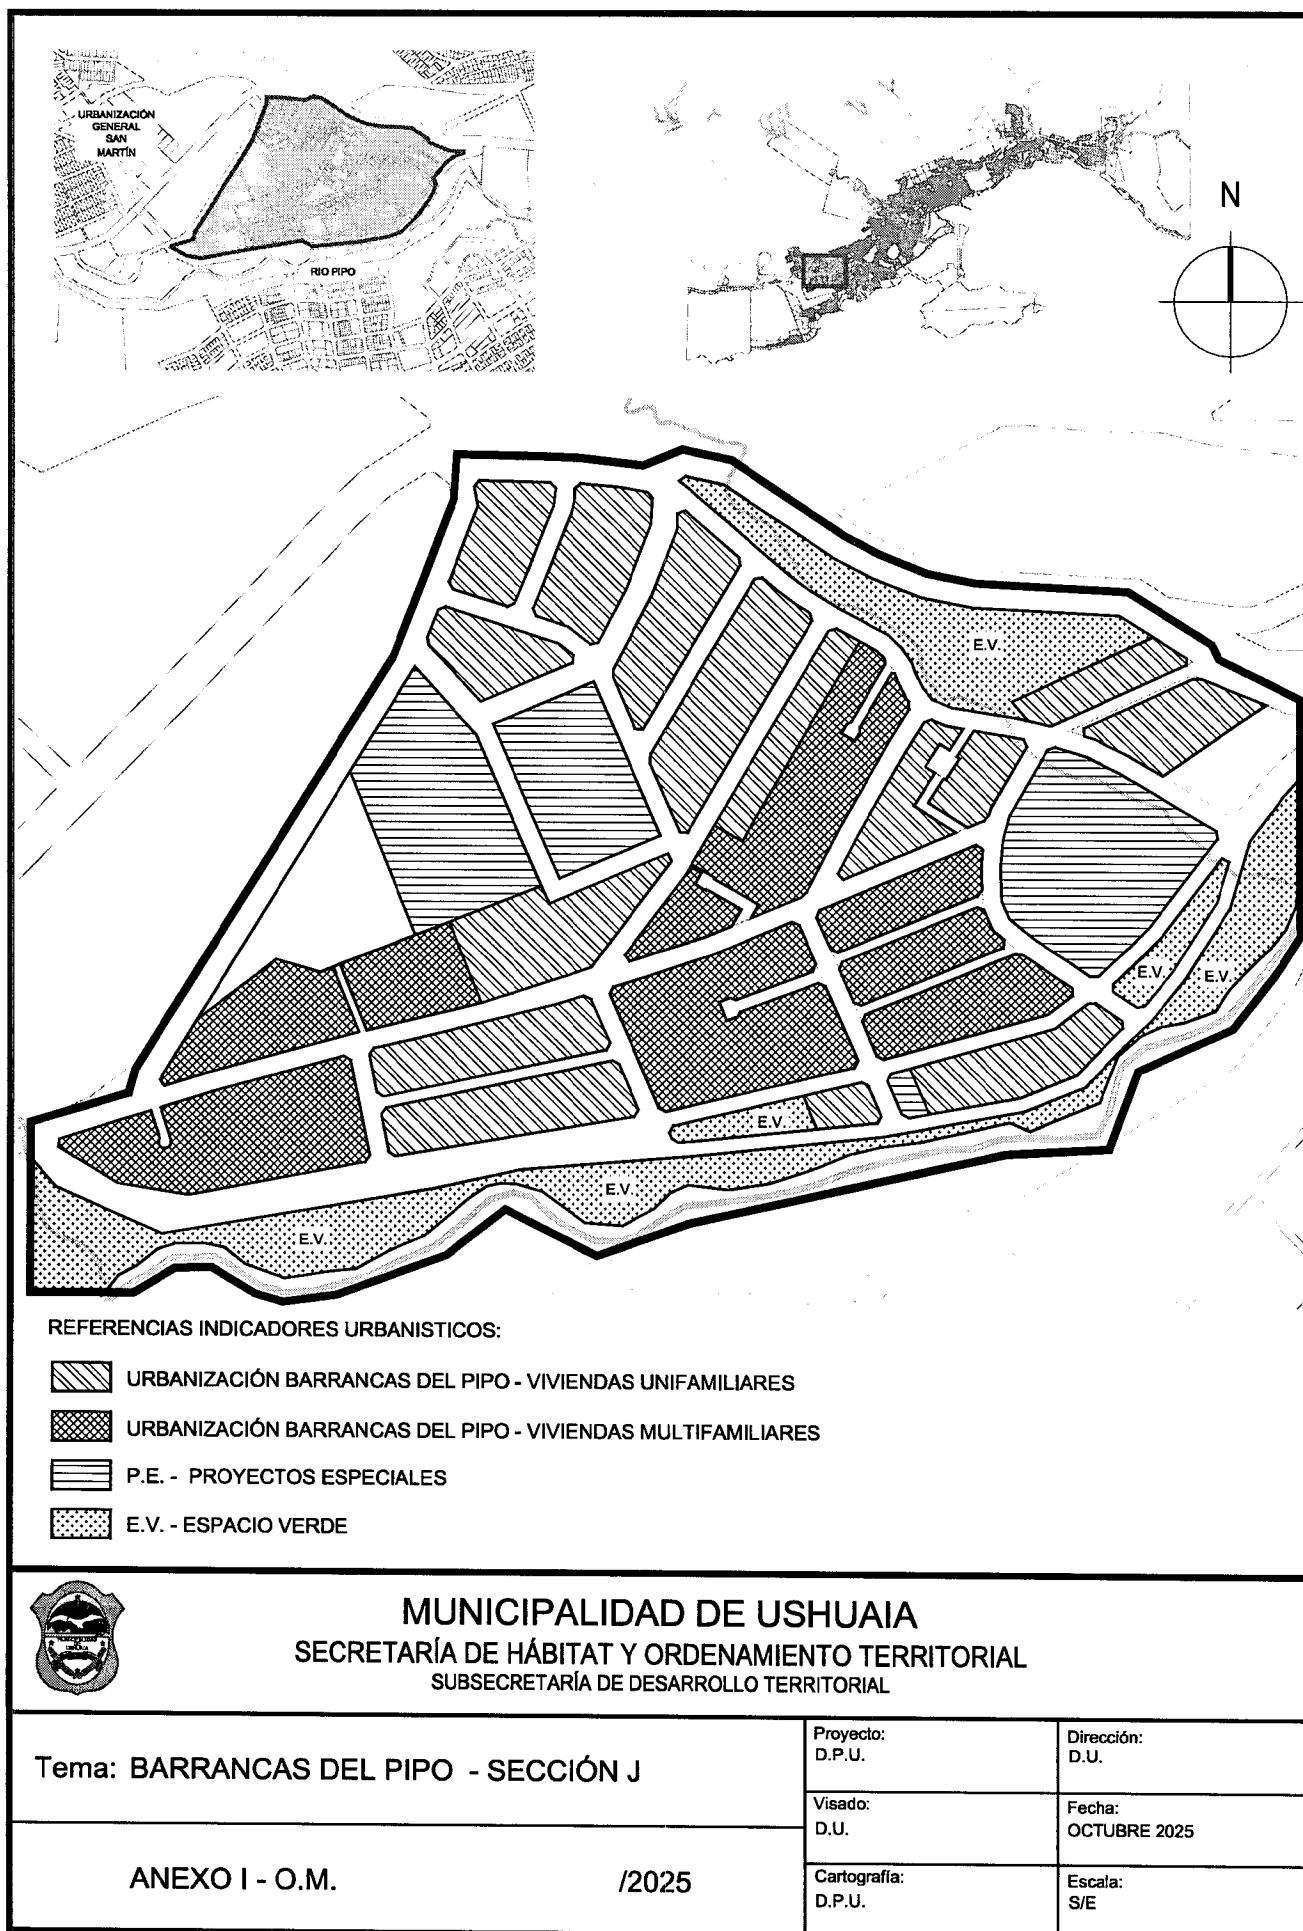 URBANIZACIÓN
GENERAL
SAN
MARTÍN
RIO PIPO
N
E.V.
E.V.
E.V.
E.V.
E.V.
E.V.
REFERENCIAS INDICADORES URBANISTICOS:
URBANIZACIÓN BARRANCAS DEL PIPO - VIVIENDAS UNIFAMILIARES
URBANIZACIÓN BARRANCAS DEL PIPO - VIVIENDAS MULTIFAMILIARES
P.E. - PROYECTOS ESPECIALES
E.V. - ESPACIO VERDE
MUNICIPALIDAD DE USHUAIA
SECRETARÍA DE HÁBITAT Y ORDENAMIENTO TERRITORIAL
SUBSECRETARÍA DE DESARROLLO TERRITORIAL
Tema: BARRANCAS DEL PIPO - SECCIÓN J
ANEXO I - O.M. /2025
Proyecto:
D.P.U.
Dirección:
D.U.
Visado:
D.U.
Fecha:
OCTUBRE 2025
Cartografía:
D.P.U.
Escala:
S/E